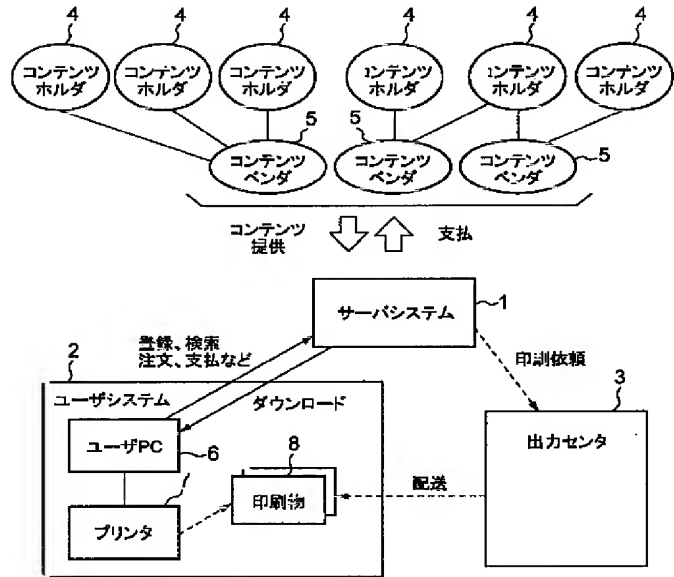 4 4 4 4 4 4
コンテンツ コンテンツ コンテンツ コンテンツ コンテンツ コンテンツ
ホルダ ホルダ ホルダ ホルダ ホルダ ホルダ
5 5
コンテンツ コンテンツ コンテンツ 5
ベンダ ベンダ ベンダ
コンテンツ 支払
提供
1
サーバシステム
登録、検索
注文、支払など
印刷依頼
2
3
ユーザシステム ダウンロード
出力センタ
ユーザPC 6
8
配送
印刷物
プリンタ